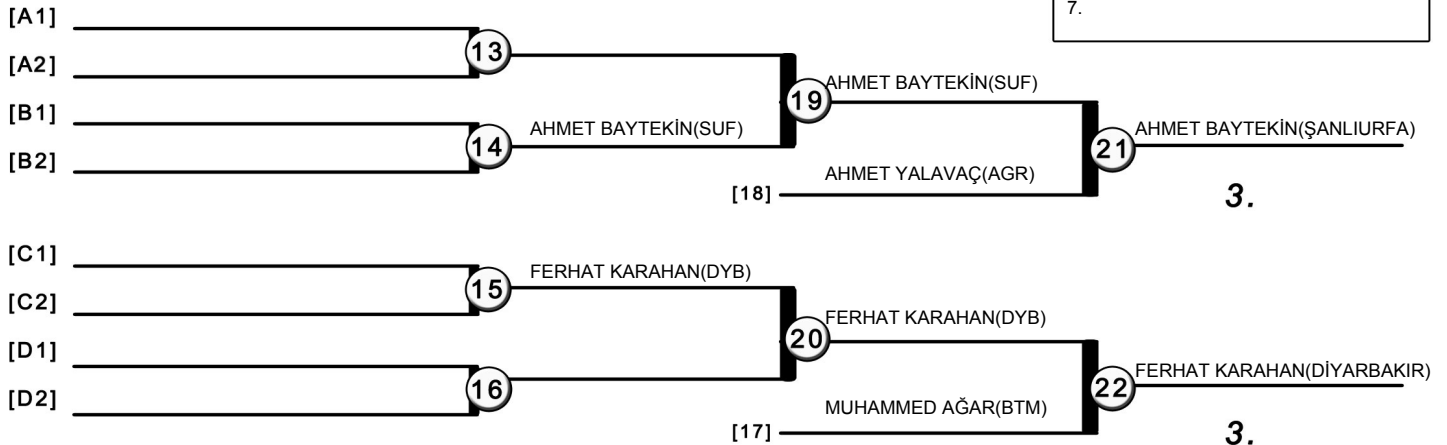 7.
[A1]
13
[A2]
19
AHMET BAYTEKİN(SUF)
[B1]
14
AHMET BAYTEKİN(SUF)
21
AHMET BAYTEKİN(ŞANLIURFA)
[B2]
AHMET YALAVAÇ(AGR)
[18]
3.
[C1]
15
FERHAT KARAHAN(DYB)
[C2]
20
FERHAT KARAHAN(DYB)
[D1]
16
22
FERHAT KARAHAN(DİYARBAKIR)
[D2]
MUHAMMED AĞAR(BTM)
[17]
3.